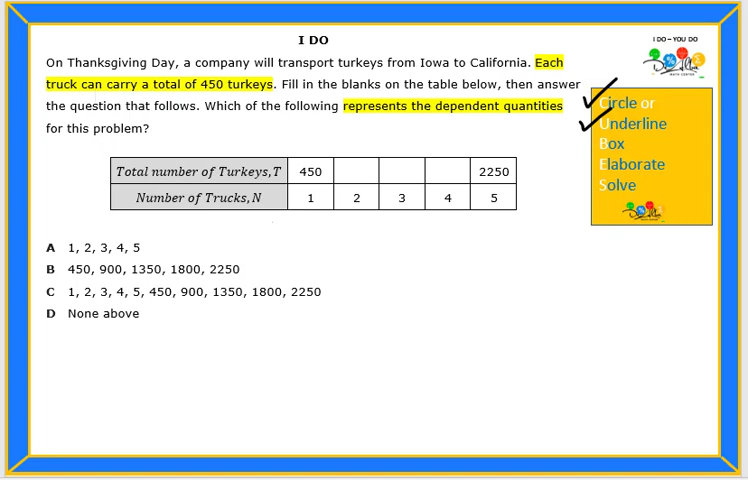 I DO
On Thanksgiving Day, a company will transport turkeys from Iowa to California. Each
truck can carry a total of 450 turkeys. Fill in the blanks on the table below, then answer
the question that follows. Which of the following represents the dependent quantities
for this problem?
Total number of Turkeys, T 450 2250
Number of Trucks, N 1 2 3 4 5
A 1, 2, 3, 4, 5
B 450, 900, 1350, 1800, 2250
C 1, 2, 3, 4, 5, 450, 900, 1350, 1800, 2250
D None above
I DO – YOU DO
MATH CENTER
Circle or
Underline
Box
Elaborate
Solve